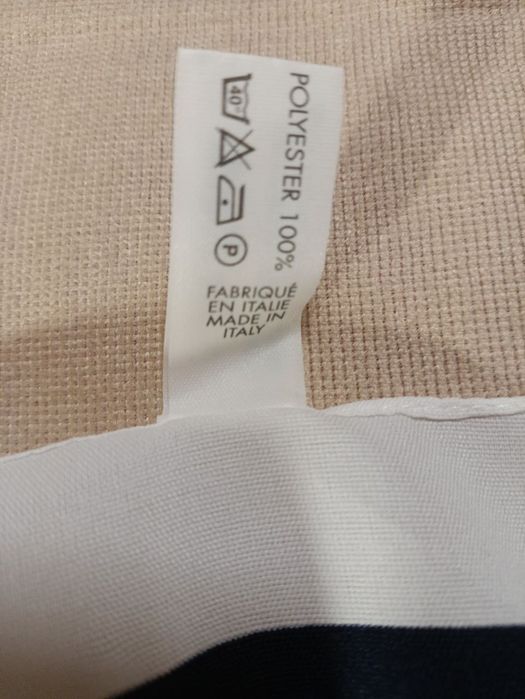 POLYESTER 100%
40°
P
FABRIQUÉ
EN ITALIE
MADE IN
ITALY